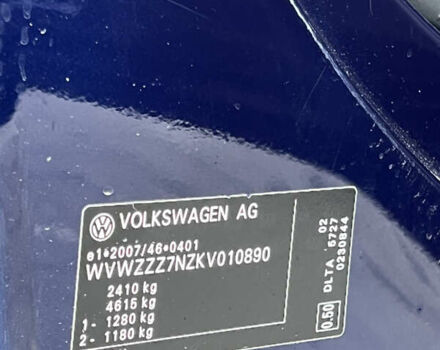 VOLKSWAGEN AG
e1*2007/46*0401
WVWZZZ7NZKV010890
2410 kg
4615 kg
1- 1280 kg
2- 1180 kg
0.50
DLTA 5727 02
0230844